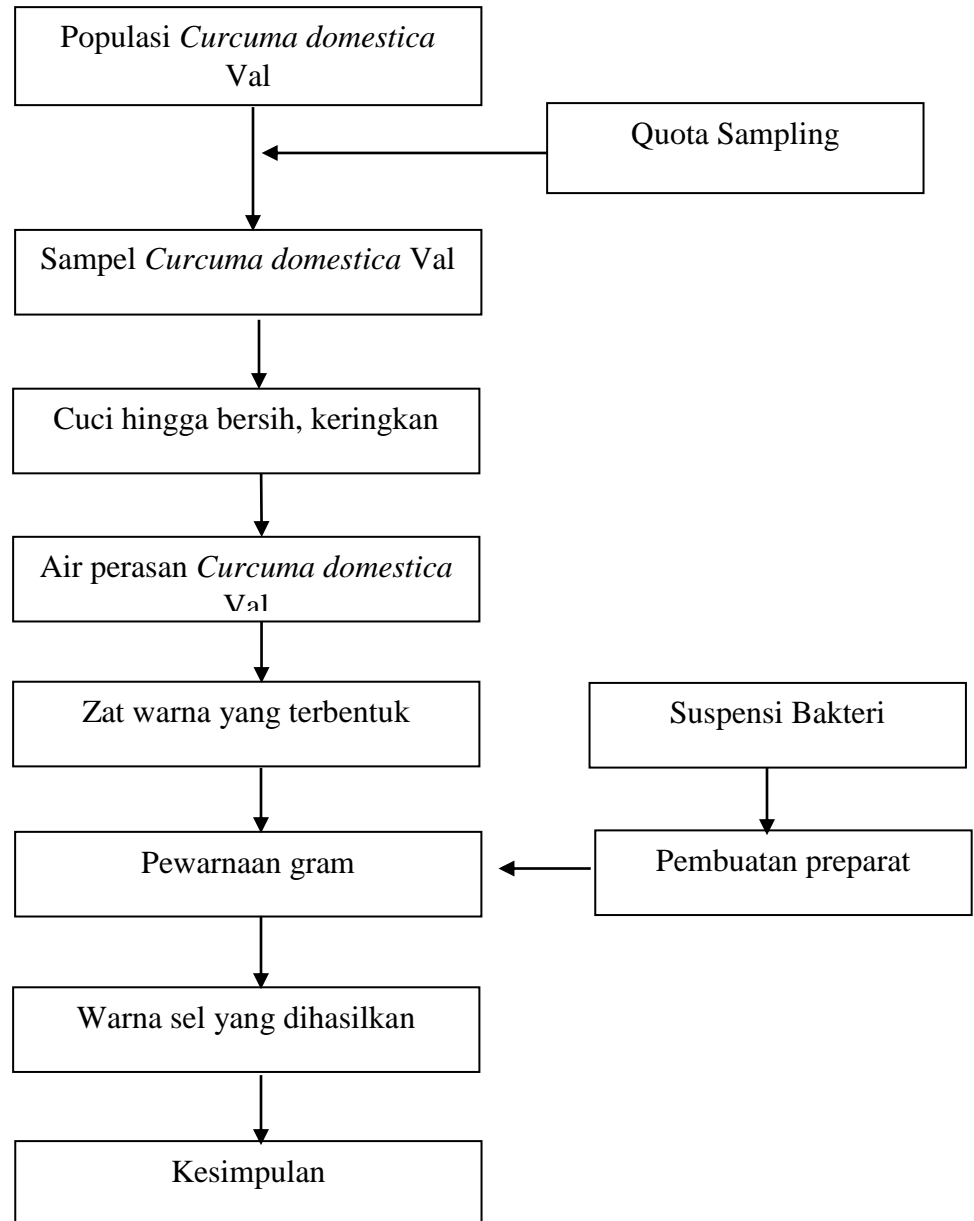 Populasi Curcuma domestica
Val
Quota Sampling
Sampel Curcuma domestica Val
Cuci hingga bersih, keringkan
Air perasan Curcuma domestica
Val
Zat warna yang terbentuk
Suspensi Bakteri
Pewarnaan gram
Pembuatan preparat
Warna sel yang dihasilkan
Kesimpulan